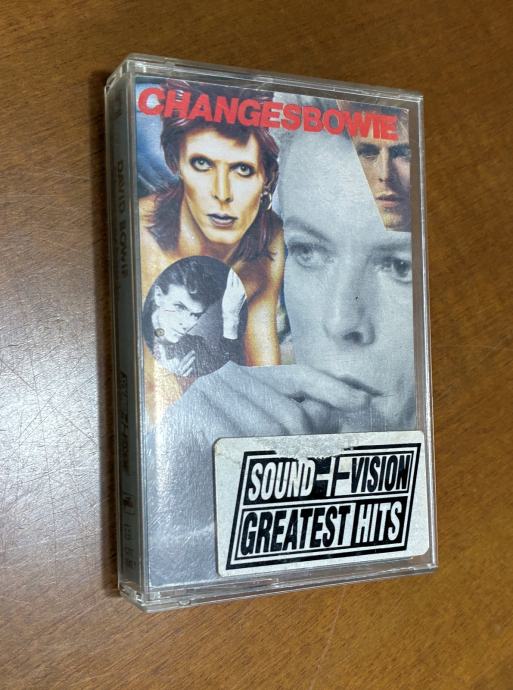 CHANGESBOWIE
SOUND+VISION
GREATEST HITS
DAVID BOWIE